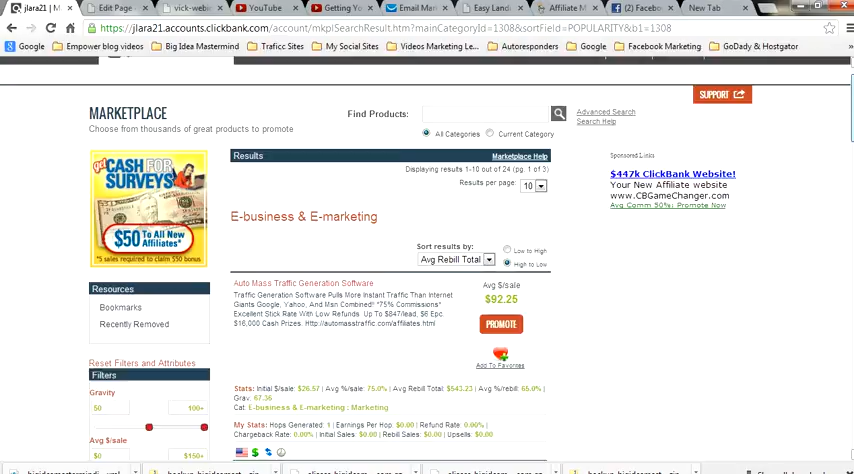 jlara21 | M
Edit Page
vick-webi
YouTube
Getting Yo
Email Mar
Easy Landi
Affiliate M
(2) Facebo
New Tab
https://jlara21.accounts.clickbank.com/account/mkplSearchResult.htm?mainCategoryId=1308&sortField=POPULARITY&b1=1308
Google
Empower blog videos
Big Idea Mastermind
Traficc Sites
My Social Sites
Videos Marketing Le...
Autoresponders
Google
Facebook Marketing
GoDady & Hostgator
SUPPORT
MARKETPLACE
Choose from thousands of great products to promote
Find Products:
Advanced Search
Search Help
All Categories
Current Category
get CASH FOR SURVEYS
$50 To All New Affiliates*
*5 sales required to claim $50 bonus
Results
Marketplace Help
Displaying results 1-10 out of 24 (pg. 1 of 3)
Results per page: 10
Sponsored Links
$447k ClickBank Website!
Your New Affiliate website
www.CBGameChanger.com
Avg Comm 50%: Promote Now
E-business & E-marketing
Sort results by:
Avg Rebill Total
Low to High
High to Low
Auto Mass Traffic Generation Software
Traffic Generation Software Pulls More Instant Traffic Than Internet
Giants Google, Yahoo, And Msn Combined! *75% Commissions*
Excellent Stick Rate With Low Refunds Up To $847/lead, $6 Epc.
$16,000 Cash Prizes. Http://automasstraffic.com/affiliates.html
Avg $/sale
$92.25
PROMOTE
Add To Favorites
Stats: Initial $/sale: $26.57 | Avg %/sale: 75.0% | Avg Rebill Total: $543.23 | Avg %/rebill: 65.0% |
Grav: 67.36
Cat: E-business & E-marketing : Marketing
My Stats: Hops Generated: 1 | Earnings Per Hop: $0.00 | Refund Rate: 0.00% |
Chargeback Rate: 0.00% | Initial Sales: $0.00 | Rebill Sales: $0.00 | Upsells: $0.00
Resources
Bookmarks
Recently Removed
Reset Filters and Attributes
Filters
Gravity
50
100+
Avg $/sale
$0
$150+